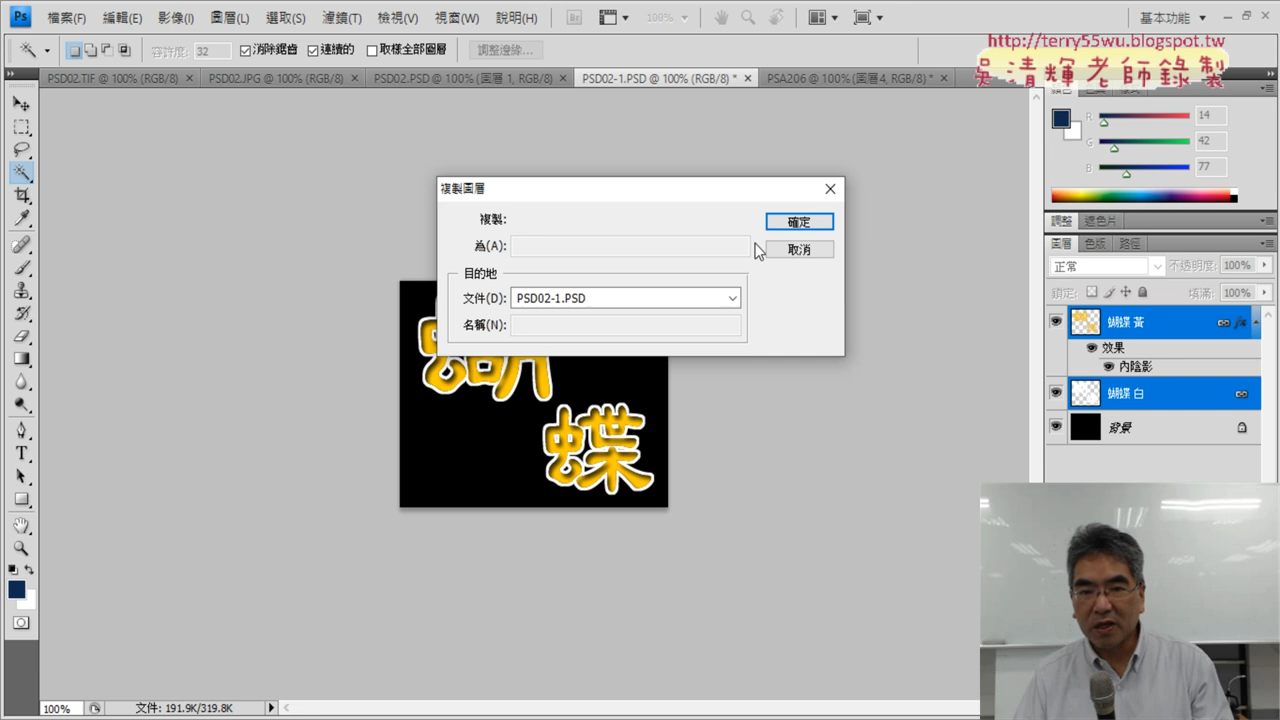 Ps 檔案(F) 編輯(E) 影像(I) 圖層(L) 選取(S) 濾鏡(T) 檢視(V) 視窗(W) 說明(H) Br 100% 基本功能
容許度: 32 消除鋸齒 連續的 取樣全部圖層 調整邊緣...
http://terry55wu.blogspot.tw
吳清輝老師錄製
PSD02.TIF @ 100% (RGB/8) PSD02.JPG @ 100% (RGB/8) PSD02.PSD @ 100% (圖層 1, RGB/8) PSD02-1.PSD @ 100% (RGB/8) * PSA206 @ 100% (圖層 4, RGB/8) *
R 14
G 42
B 77
複製圖層
複製:
確定
為(A):
取消
目的地
文件(D): PSD02-1.PSD
名稱(N):
調整 遮色片
圖層 色版 路徑
正常 不透明度: 100%
鎖定: 填滿: 100%
蝴蝶 黃 fx
效果
內陰影
蝴蝶 白
背景
蝴
蝶
T
100% 文件: 191.9K/319.8K